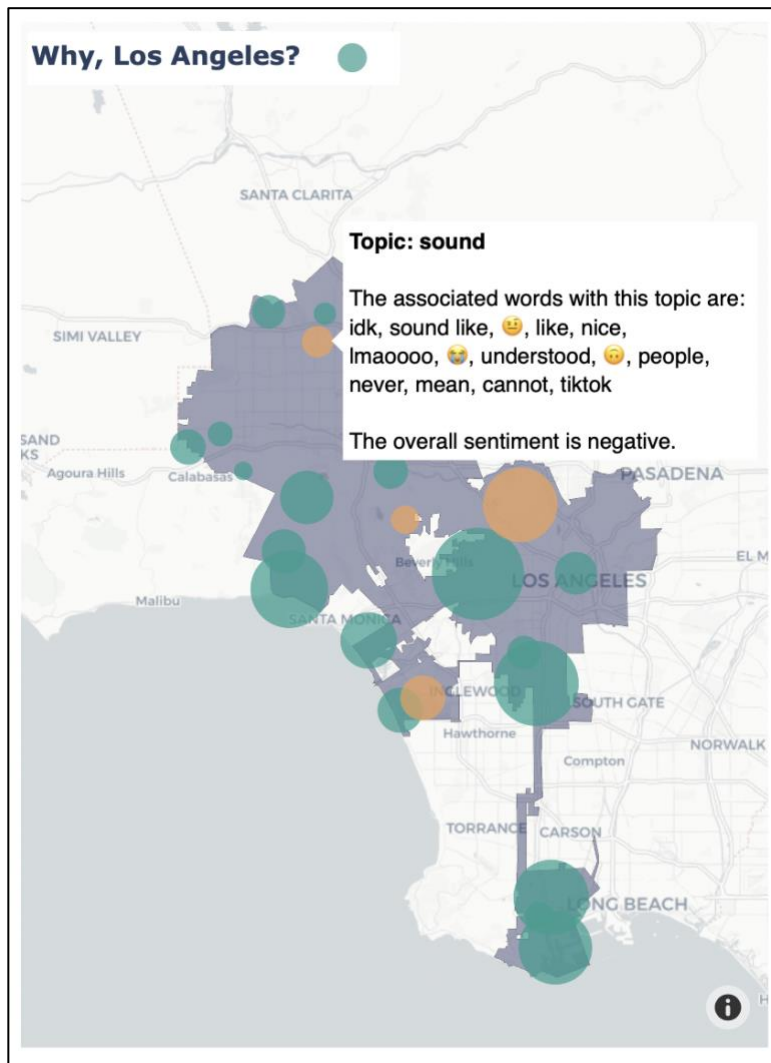 Why, Los Angeles?
SANTA CLARITA
Topic: sound
The associated words with this topic are:
idk, sound like, 🤨, like, nice,
lmaoooo, 😭, understood, 🙃, people,
never, mean, cannot, tiktok
The overall sentiment is negative.
SIMI VALLEY
SAND
KS
Agoura Hills
Calabasas
PASADENA
Beverly Hills
EL M
LOS ANGELES
Malibu
SANTA MONICA
INGLEWOOD
SOUTH GATE
Hawthorne
NORWALK
Compton
TORRANCE
CARSON
LONG BEACH
H
i